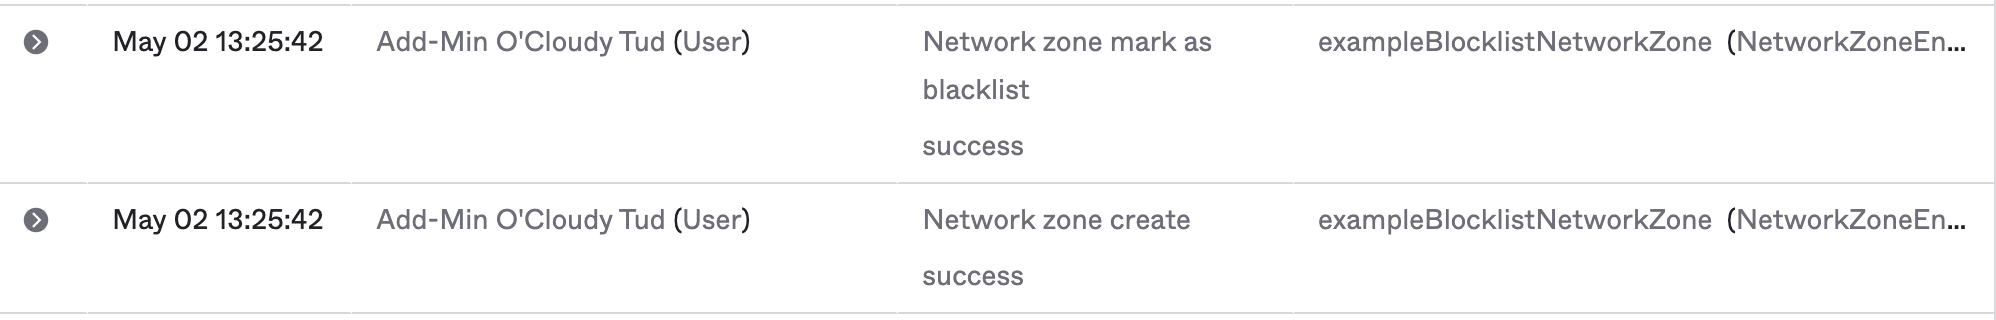 May 02 13:25:42 Add-Min O'Cloudy Tud (User) Network zone mark as exampleBlocklistNetworkZone (NetworkZoneEn...
blacklist
success
May 02 13:25:42 Add-Min O'Cloudy Tud (User) Network zone create exampleBlocklistNetworkZone (NetworkZoneEn...
success